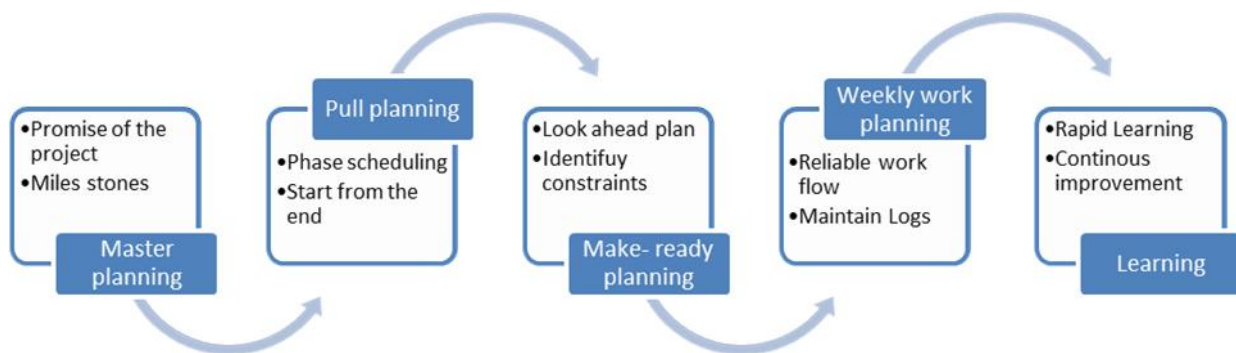 •Promise of the
project
•Miles stones
Master
planning
Pull planning
•Phase scheduling
•Start from the
end
•Look ahead plan
•Identifuy
constraints
Make- ready
planning
Weekly work
planning
•Reliable work
flow
•Maintain Logs
•Rapid Learning
•Continous
improvement
Learning